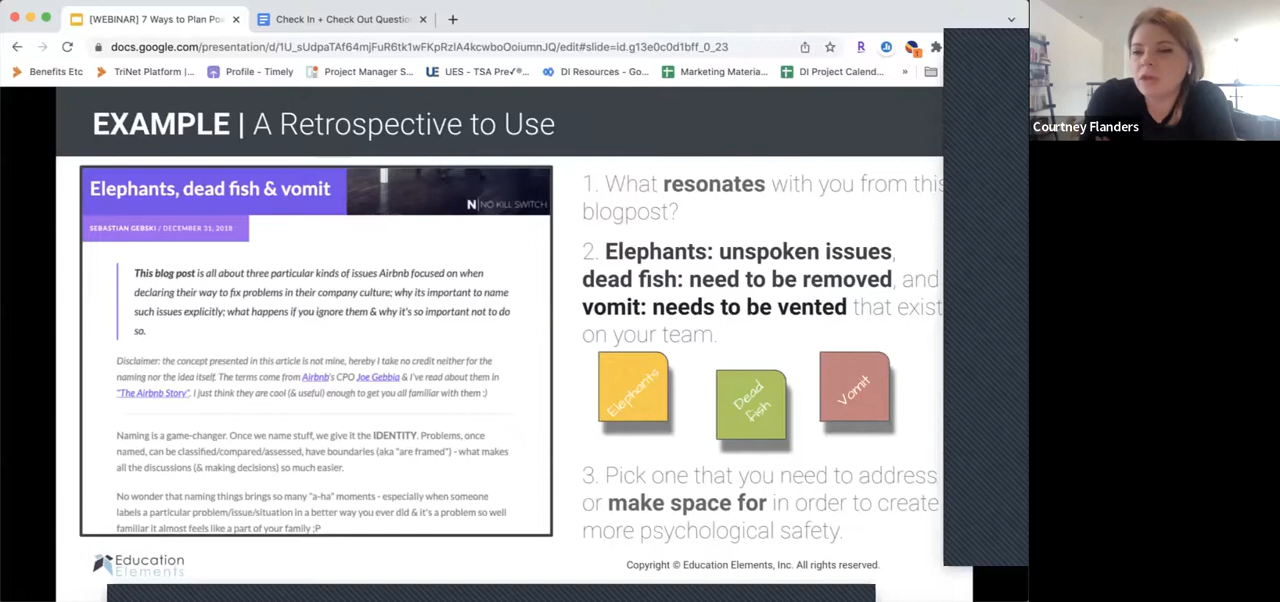 [WEBINAR] 7 Ways to Plan Po
Check In + Check Out Questio
docs.google.com/presentation/d/1U_sUdpaTAf64mjFuR6tk1wFKpRzlA4kcwboOoiumnJQ/edit#slide=id.g13e0c0d1bff_0_23
Benefits Etc
TriNet Platform |...
Profile - Timely
Project Manager S...
UES - TSA Pre✓®...
DI Resources - Go...
Marketing Materia...
DI Project Calend...
»
Courtney Flanders
EXAMPLE | A Retrospective to Use
Elephants, dead fish & vomit
N|NO KILL SWITCH
SEBASTIAN GEBSKI / DECEMBER 31, 2018
This blog post is all about three particular kinds of issues Airbnb focused on when
declaring their way to fix problems in their company culture; why its important to name
such issues explicitly; what happens if you ignore them & why it's so important not to do
so.
Disclaimer: the concept presented in this article is not mine, hereby I take no credit neither for the
naming nor the idea itself. The terms come from Airbnb's CPO Joe Gebbia & I've read about them in
"The Airbnb Story". I just think they are cool (& useful) enough to get you all familiar with them :)
Naming is a game-changer. Once we name stuff, we give it the IDENTITY. Problems, once
named, can be classified/compared/assessed, have boundaries (aka "are framed") - what makes
all the discussions (& making decisions) so much easier.
No wonder that naming things brings so many "a-ha" moments - especially when someone
labels a particular problem/issue/situation in a better way you ever did & it's a problem so well
familiar it almost feels like a part of your family ;P
1. What resonates with you from this
blogpost?
2. Elephants: unspoken issues,
dead fish: need to be removed, and
vomit: needs to be vented that exist
on your team.
Elephants
Dead
fish
Vomit
3. Pick one that you need to address
or make space for in order to create
more psychological safety.
Education
Elements
Copyright © Education Elements, Inc. All rights reserved.